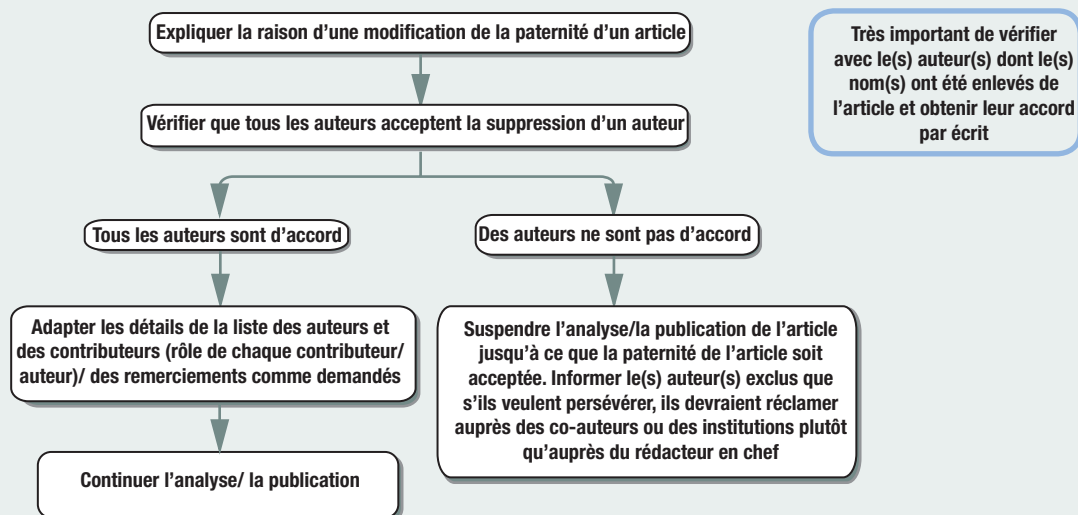 Expliquer la raison d’une modification de la paternité d’un article
Très important de vérifier
avec le(s) auteur(s) dont le(s)
nom(s) ont été enlevés de
l’article et obtenir leur accord
par écrit
Vérifier que tous les auteurs acceptent la suppression d’un auteur
Tous les auteurs sont d’accord
Des auteurs ne sont pas d’accord
Adapter les détails de la liste des auteurs et
des contributeurs (rôle de chaque contributeur/
auteur)/ des remerciements comme demandés
Suspendre l’analyse/la publication de l’article
jusqu’à ce que la paternité de l’article soit
acceptée. Informer le(s) auteur(s) exclus que
s’ils veulent persévérer, ils devraient réclamer
auprès des co-auteurs ou des institutions plutôt
qu’auprès du rédacteur en chef
Continuer l’analyse/ la publication